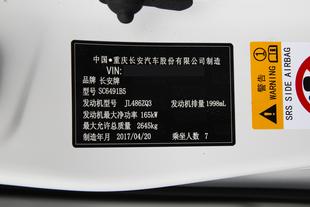 中国·重庆长安汽车股份有限公司制造
VIN:
品牌 长安牌
型号 SC6491B5
发动机型号 JL486ZQ3 发动机排量 1998mL
发动机最大净功率 165kW
最大允许总质量 2645kg
制造年月 2017/04/20 乘坐人数 7
警告
WARNING
SRS SIDE AIRBAG